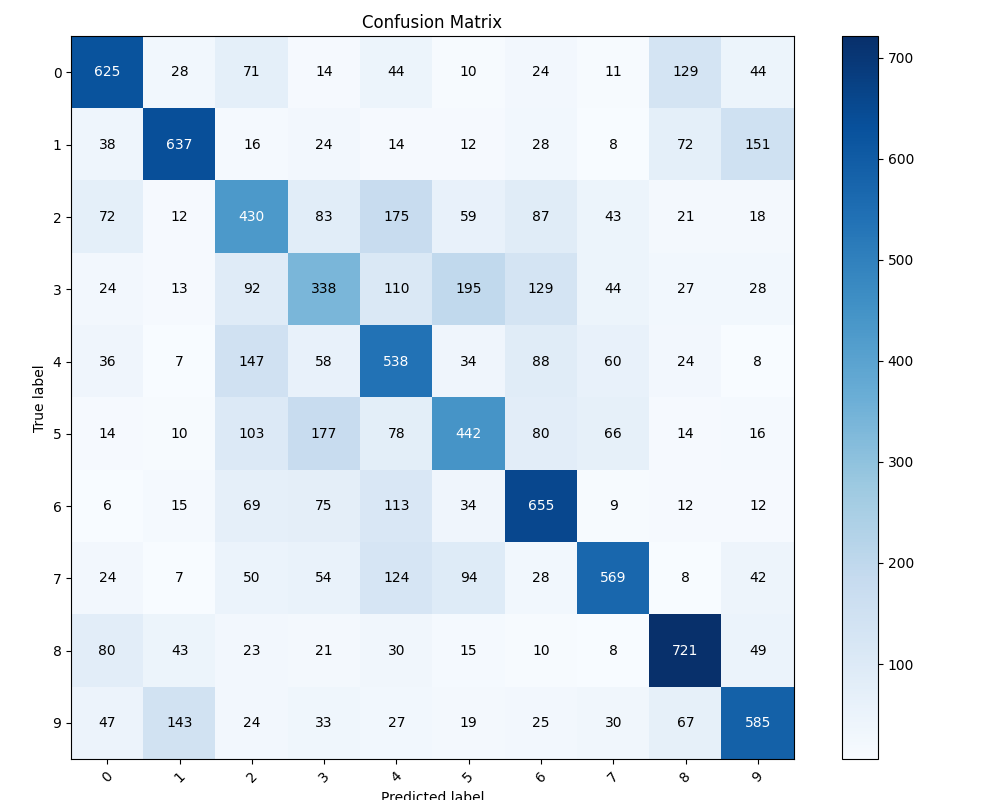 Confusion Matrix
0 625 28 71 14 44 10 24 11 129 44
1 38 637 16 24 14 12 28 8 72 151
2 72 12 430 83 175 59 87 43 21 18
3 24 13 92 338 110 195 129 44 27 28
4 36 7 147 58 538 34 88 60 24 8
5 14 10 103 177 78 442 80 66 14 16
6 6 15 69 75 113 34 655 9 12 12
7 24 7 50 54 124 94 28 569 8 42
8 80 43 23 21 30 15 10 8 721 49
9 47 143 24 33 27 19 25 30 67 585
0 1 2 3 4 5 6 7 8 9
True label
Predicted label
700
600
500
400
300
200
100